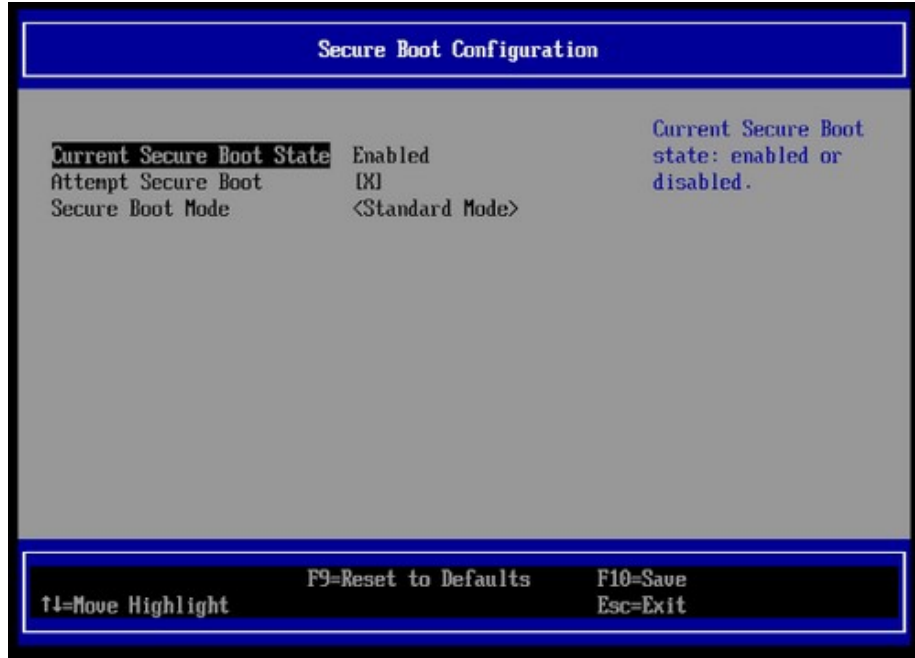 Secure Boot Configuration
Current Secure Boot State Enabled
Attempt Secure Boot [X]
Secure Boot Mode <Standard Mode>
Current Secure Boot
state: enabled or
disabled.
F9=Reset to Defaults F10=Save
↑↓=Move Highlight Esc=Exit